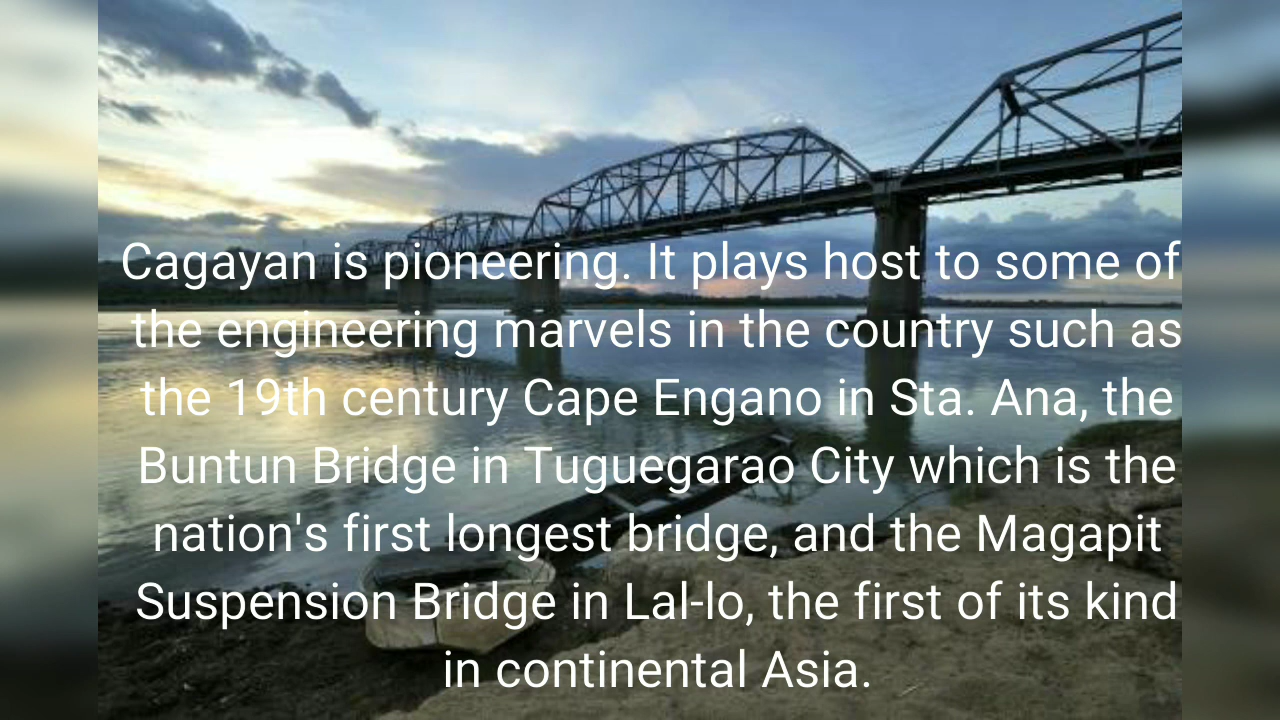 Cagayan is pioneering. It plays host to some of
the engineering marvels in the country such as
the 19th century Cape Engano in Sta. Ana, the
Buntun Bridge in Tuguegarao City which is the
nation's first longest bridge, and the Magapit
Suspension Bridge in Lal-lo, the first of its kind
in continental Asia.